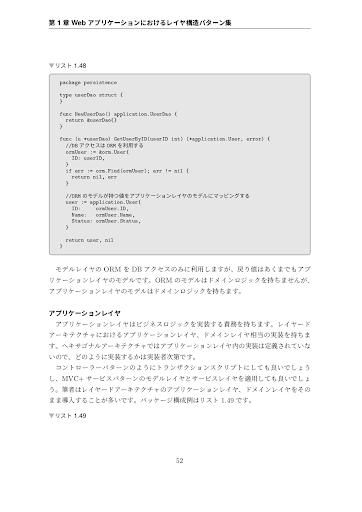 第 1 章 Web アプリケーションにおけるレイヤ構造パターン集
▼リスト 1.48
package persistence
type userDao struct {
}
func NewUserDao() application.UserDao {
return &userDao{}
}
func (u *userDao) GetUserByID(userID int) (*application.User, error) {
//DB アクセスは ORM を利用する
ormUser := &orm.User{
ID: userID,
}
if err := orm.Find(ormUser); err != nil {
return nil, err
}
//ORM のモデルが持つ値をアプリケーションレイヤのモデルにマッピングする
user := application.User{
ID: ormUser.ID,
Name: ormUser.Name,
Status: ormUser.Status,
}
return user, nil
}
モデルレイヤの ORM を DB アクセスのみに利用しますが、戻り値はあくまでもアプ
リケーションレイヤのモデルです。ORM のモデルはドメインロジックを持ちませんが、
アプリケーションレイヤのモデルはドメインロジックを持ちます。
アプリケーションレイヤ
アプリケーションレイヤはビジネスロジックを実装する責務を持ちます。レイヤード
アーキテクチャにおけるアプリケーションレイヤ、ドメインレイヤ相当の実装を持ちま
す。ヘキサゴナルアーキテクチャではアプリケーションレイヤ内の実装は定義されていな
いので、どのように実装するかは実装者次第です。
コントローラーパターンのようにトランザクションスクリプトにしても良いでしょう
し、MVC+ サービスパターンのモデルレイヤとサービスレイヤを適用しても良いでしょ
う。筆者はレイヤードアーキテクチャのアプリケーションレイヤ、ドメインレイヤをその
まま導入することが多いです。パッケージ構成例はリスト 1.49 です。
▼リスト 1.49
52